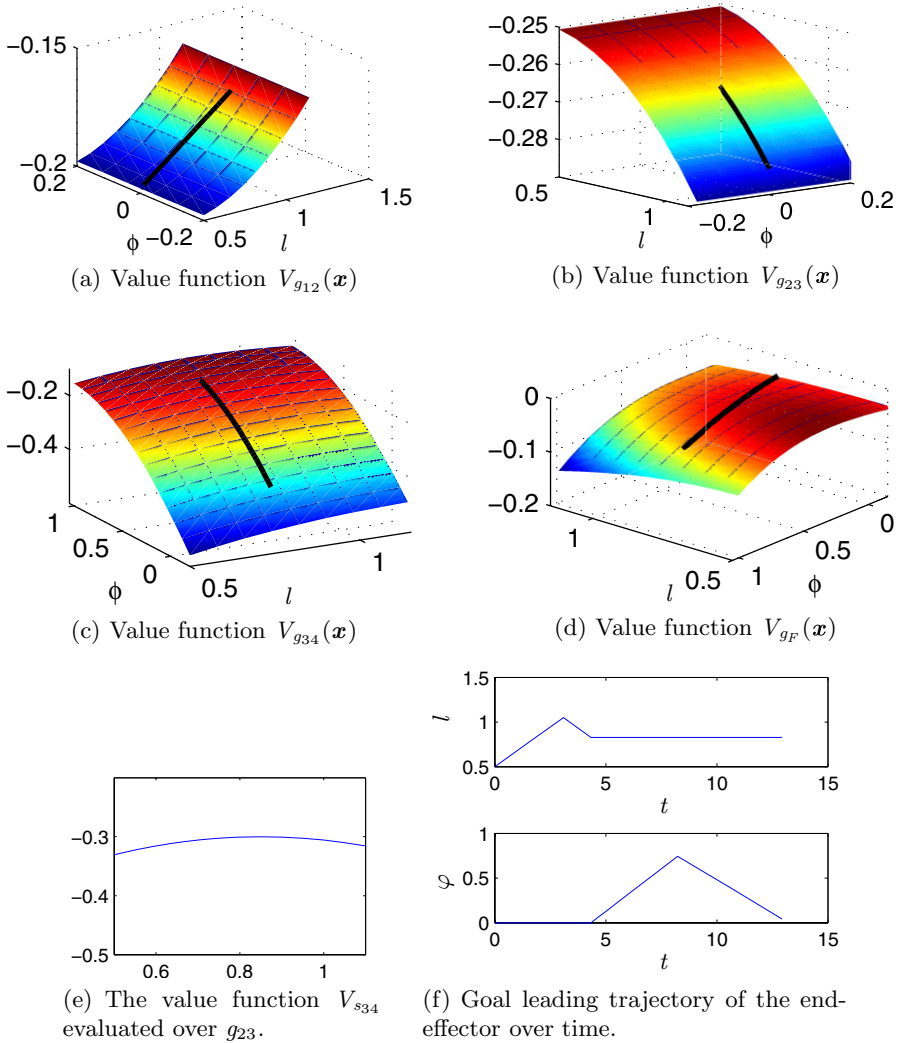 −0.15
−0.2
0.2
0
−0.2
ϕ
0.5
1
1.5
l
(a) Value function V_{g_{12}}(x)
−0.25
−0.26
−0.27
−0.28
0.5
1
l
−0.2
0
0.2
ϕ
(b) Value function V_{g_{23}}(x)
−0.2
−0.4
1
0.5
0
ϕ
0.5
1
l
(c) Value function V_{g_{34}}(x)
0
−0.1
−0.2
1
0.5
l
1
0.5
0
ϕ
(d) Value function V_{g_F}(x)
−0.3
−0.4
−0.5
0.6 0.8 1
(e) The value function V_{s_{34}}
evaluated over g_{23}.
1.5
1
0.5
l
0 5 10 15
t
1
0.5
0
φ
0 5 10 15
t
(f) Goal leading trajectory of the end-
effector over time.